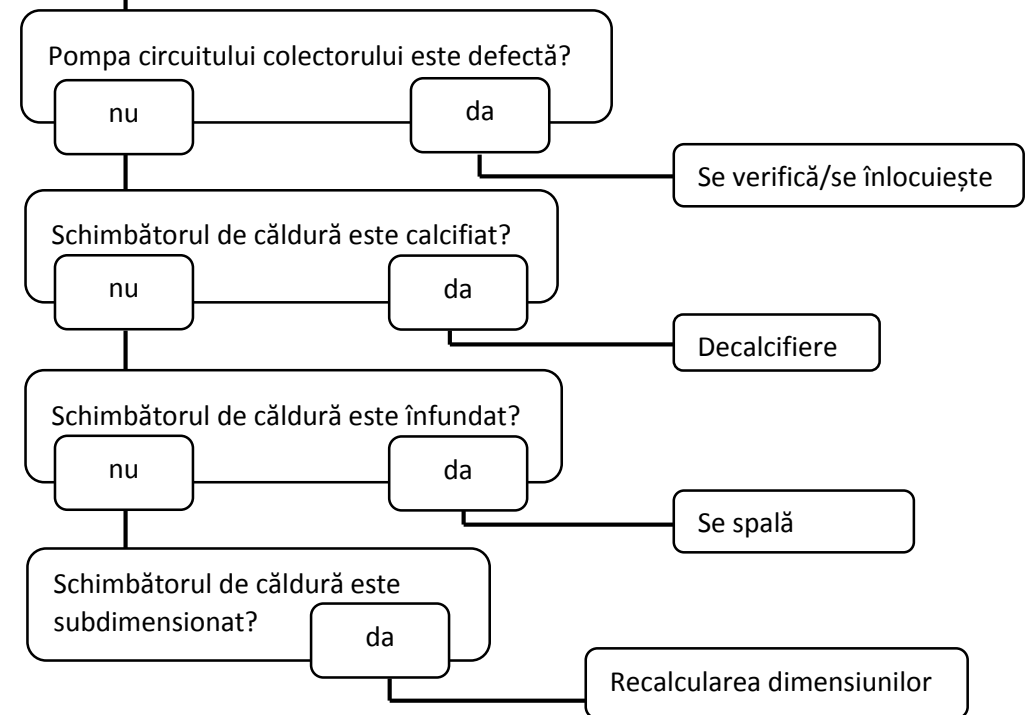 Pompa circuitului colectorului este defectă?
nu
da
Se verifică/se înlocuiește
Schimbătorul de căldură este calcifiat?
nu
da
Decalcifiere
Schimbătorul de căldură este înfundat?
nu
da
Se spală
Schimbătorul de căldură este
subdimensionat?
da
Recalcularea dimensiunilor